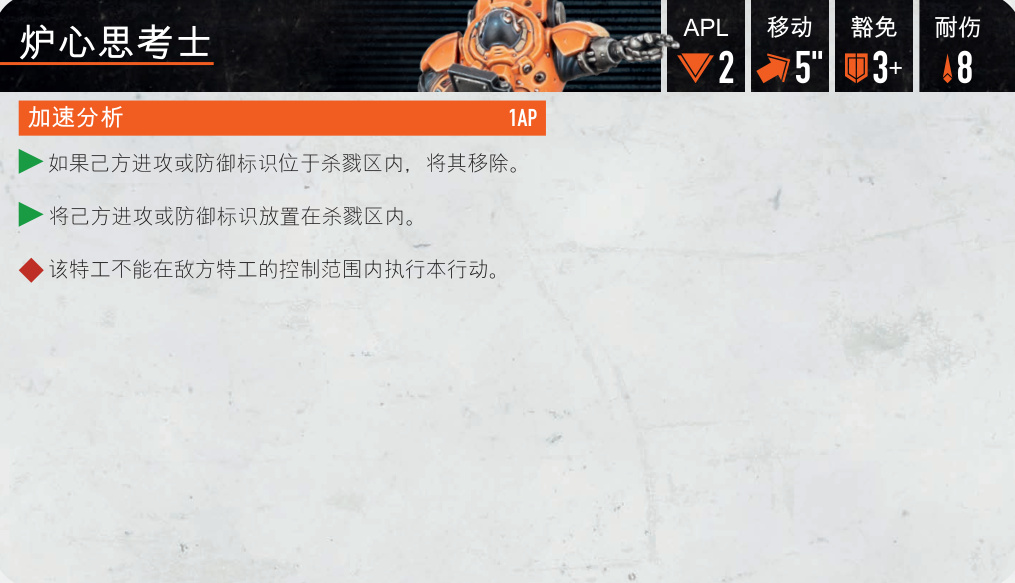 炉心思考士
APL 移动 豁免 耐伤
2 5" 3+ 8
加速分析 1AP
如果己方进攻或防御标识位于杀戮区内，将其移除。
将己方进攻或防御标识放置在杀戮区内。
该特工不能在敌方特工的控制范围内执行本行动。